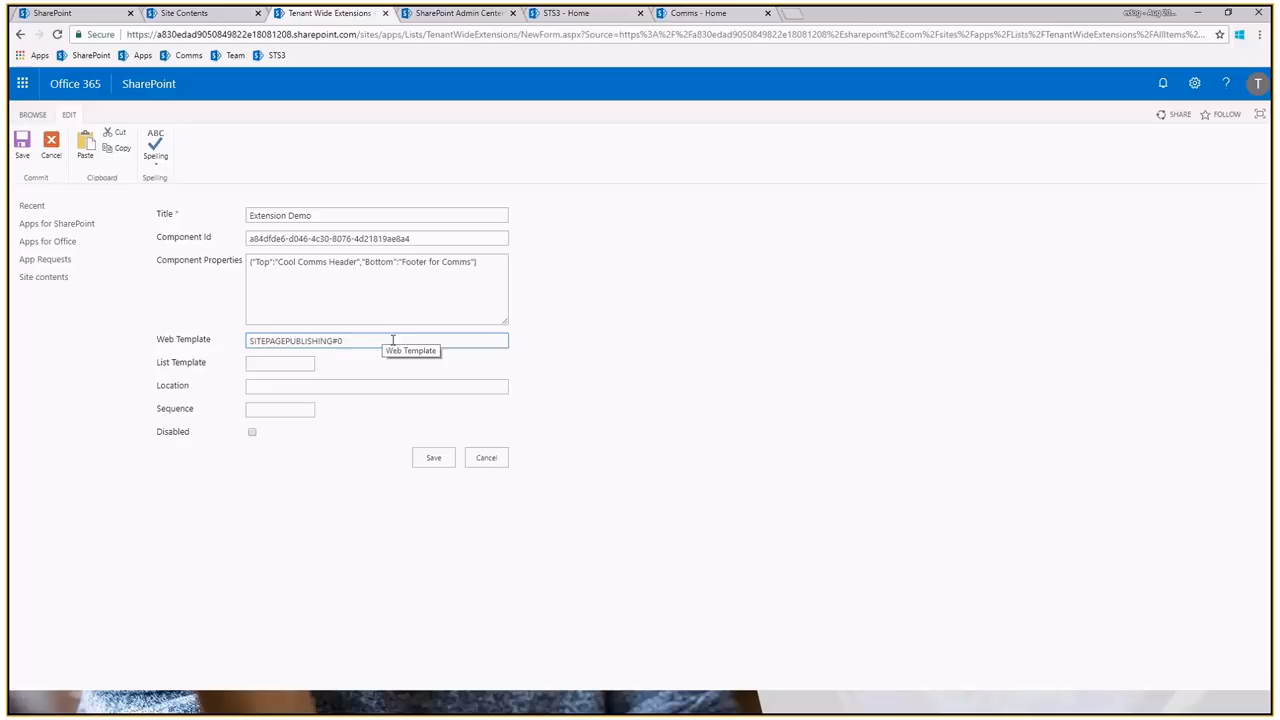 SharePoint
Site Contents
Tenant Wide Extensions
SharePoint Admin Center
STS3 - Home
Comms - Home
Secure
https://a830edad9050849822e18081208.sharepoint.com/sites/apps/Lists/TenantWideExtensions/NewForm.aspx?Source=https%3A%2F%2Fa830edad9050849822e18081208%2Esharepoint%2Ecom%2Fsites%2Fapps%2FLists%2FTenantWideExtensions%2FAllItems%2...
Apps
SharePoint
Apps
Comms
Team
STS3
Office 365
SharePoint
T
BROWSE
EDIT
SHARE
FOLLOW
Save
Cancel
Paste
Cut
Copy
ABC
Spelling
Commit
Clipboard
Spelling
Recent
Apps for SharePoint
Apps for Office
App Requests
Site contents
Title *
Extension Demo
Component Id
a84dfde6-d046-4c30-8076-4d21819ae8a4
Component Properties
{"Top":"Cool Comms Header","Bottom":"Footer for Comms"}
Web Template
SITEPAGEPUBLISHING#0
Web Template
List Template
Location
Sequence
Disabled
Save
Cancel